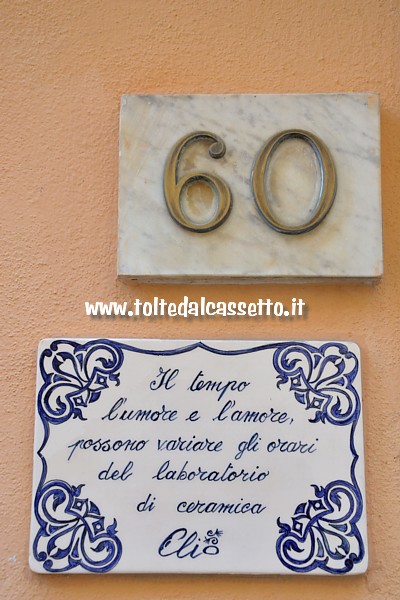 60
www.toltedalcassetto.it
Il tempo
l'umore e l'amore,
possono variare gli orari
del laboratorio
di ceramica
Clio